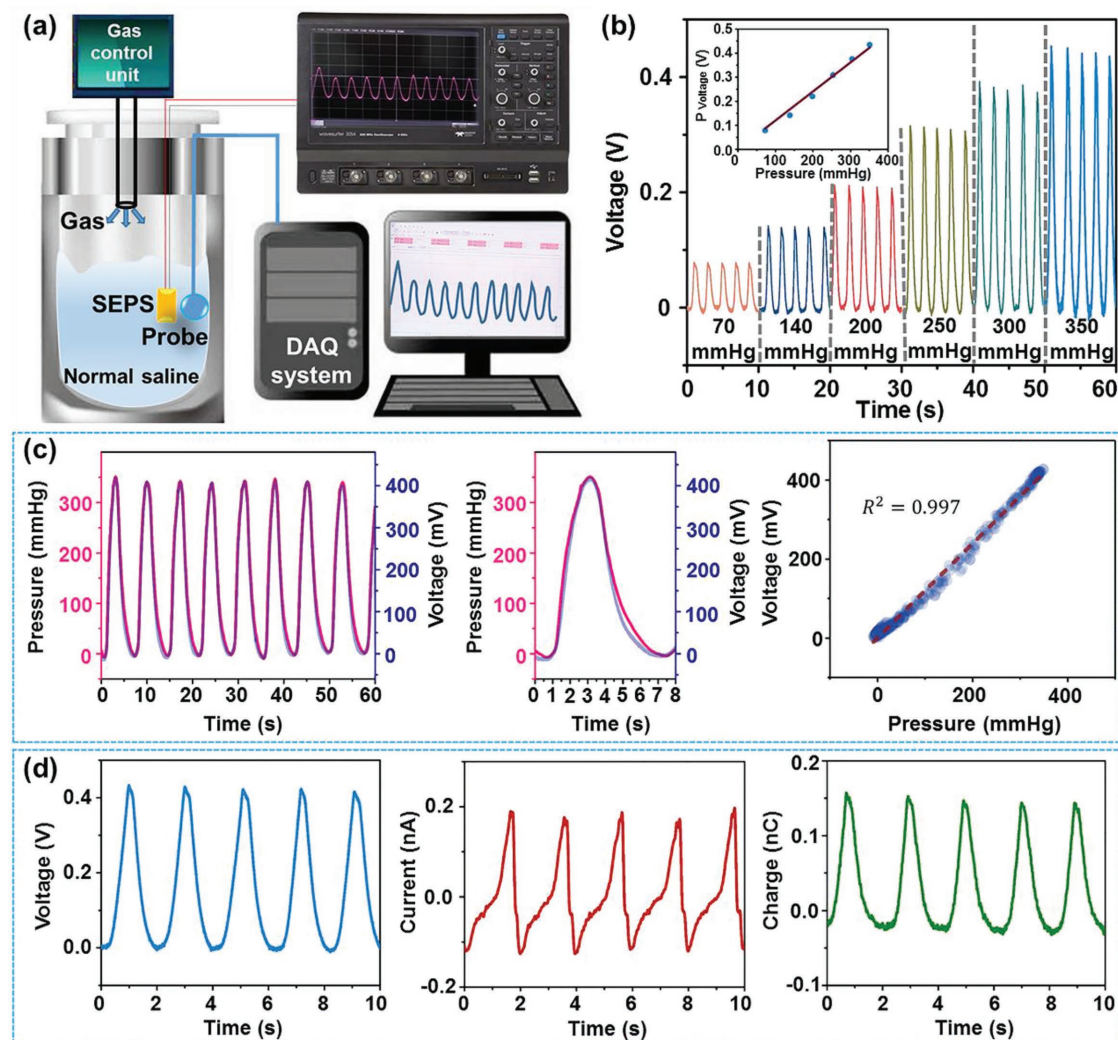 (a)
Gas
control
unit
Gas
SEPS
Probe
Normal saline
DAQ
system
(b)
Voltage (V)
0.4
0.2
0
P Voltage (V)
0.5
0.4
0.3
0.2
0.1
0
0 100 200 300 400
Pressure (mmHg)
70 140 200 250 300 350
mmHg mmHg mmHg mmHg mmHg mmHg
0 10 20 30 40 50 60
Time (s)
(c)
Pressure (mmHg)
300
200
100
0
400
300
200
100
0
Voltage (mV)
0 10 20 30 40 50 60
Time (s)
Pressure (mmHg)
300
200
100
0
400
300
200
100
0
Voltage (mV)
0 1 2 3 4 5 6 7 8
Time (s)
Voltage (mV)
400
200
0
R² = 0.997
0 200 400
Pressure (mmHg)
(d)
Voltage (V)
0.4
0.2
0.0
0 2 4 6 8 10
Time (s)
Current (nA)
0.2
0.0
-0.2
0 2 4 6 8 10
Time (s)
Charge (nC)
0.2
0.1
-0.0
-0.1
0 2 4 6 8 10
Time (s)